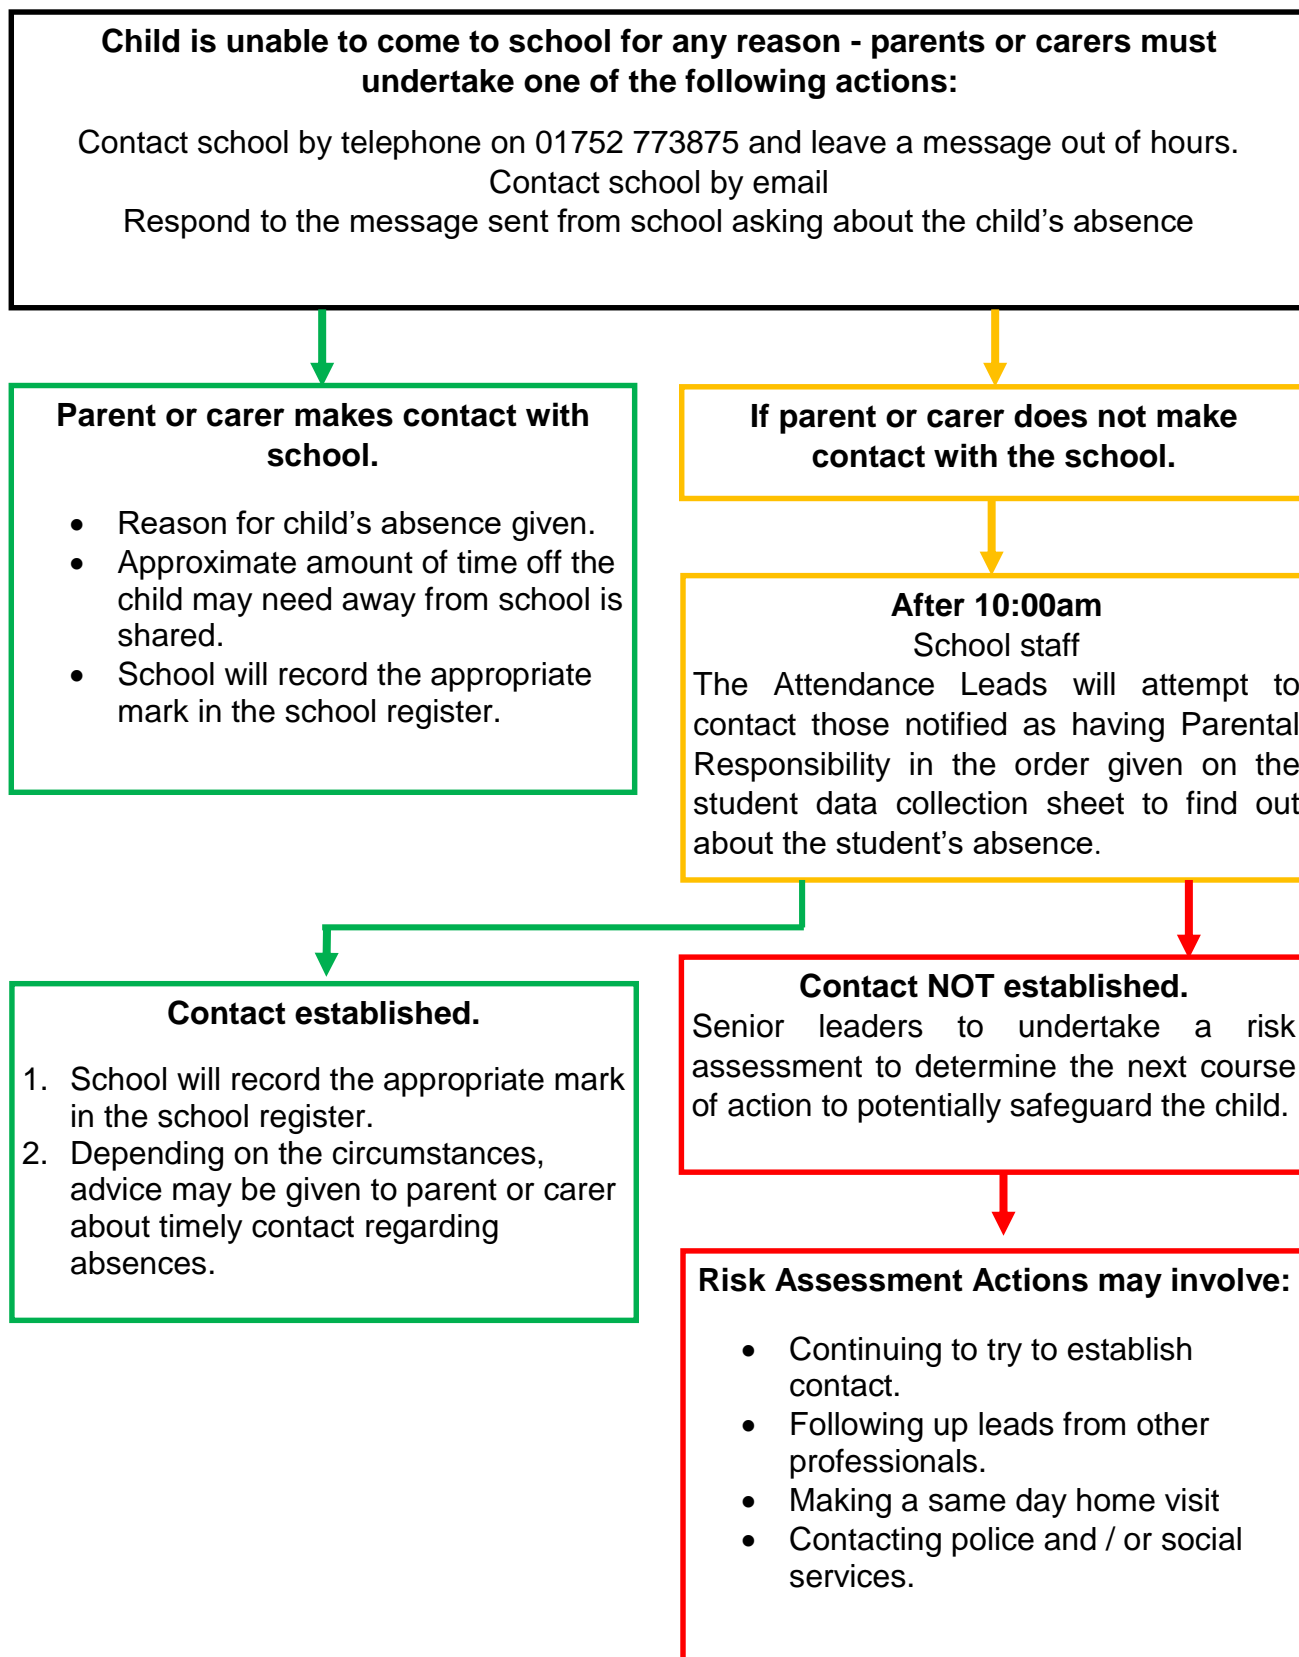 Child is unable to come to school for any reason - parents or carers must
undertake one of the following actions:
Contact school by telephone on 01752 773875 and leave a message out of hours.
Contact school by email
Respond to the message sent from school asking about the child’s absence
Parent or carer makes contact with
school.
• Reason for child’s absence given.
• Approximate amount of time off the
child may need away from school is
shared.
• School will record the appropriate
mark in the school register.
If parent or carer does not make
contact with the school.
After 10:00am
School staff
The Attendance Leads will attempt to
contact those notified as having Parental
Responsibility in the order given on the
student data collection sheet to find out
about the student’s absence.
Contact established.
1. School will record the appropriate mark
in the school register.
2. Depending on the circumstances,
advice may be given to parent or carer
about timely contact regarding
absences.
Contact NOT established.
Senior leaders to undertake a risk
assessment to determine the next course
of action to potentially safeguard the child.
Risk Assessment Actions may involve:
• Continuing to try to establish
contact.
• Following up leads from other
professionals.
• Making a same day home visit
• Contacting police and / or social
services.